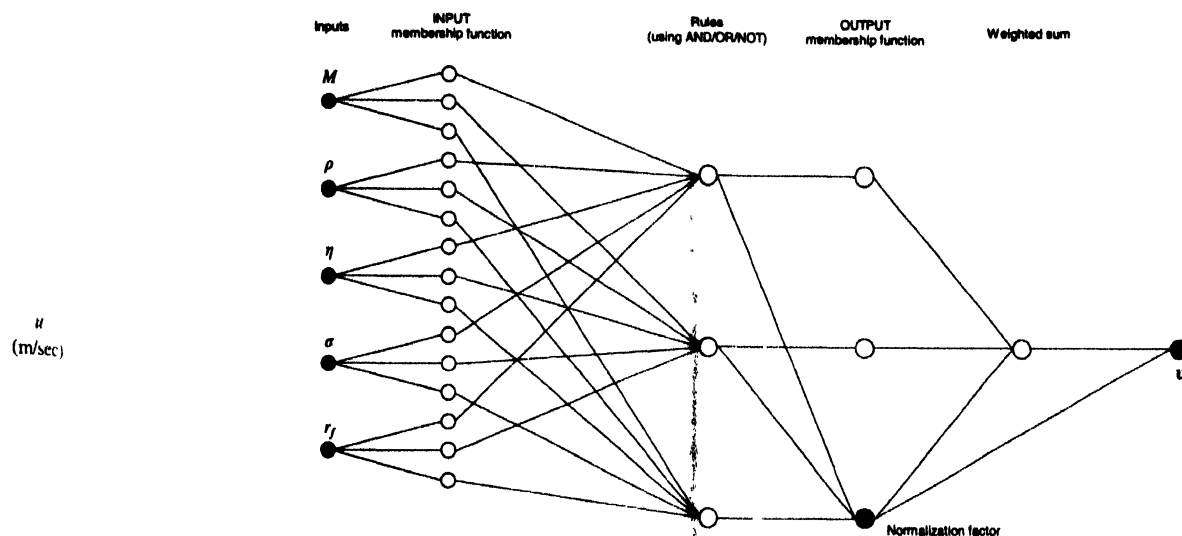 Inputs
INPUT
membership function
Rules
(using AND/OR/NOT)
OUTPUT
membership function
Weighted sum
M
ρ
η
σ
r_f
u
(m/sec)
u
Normalization factor